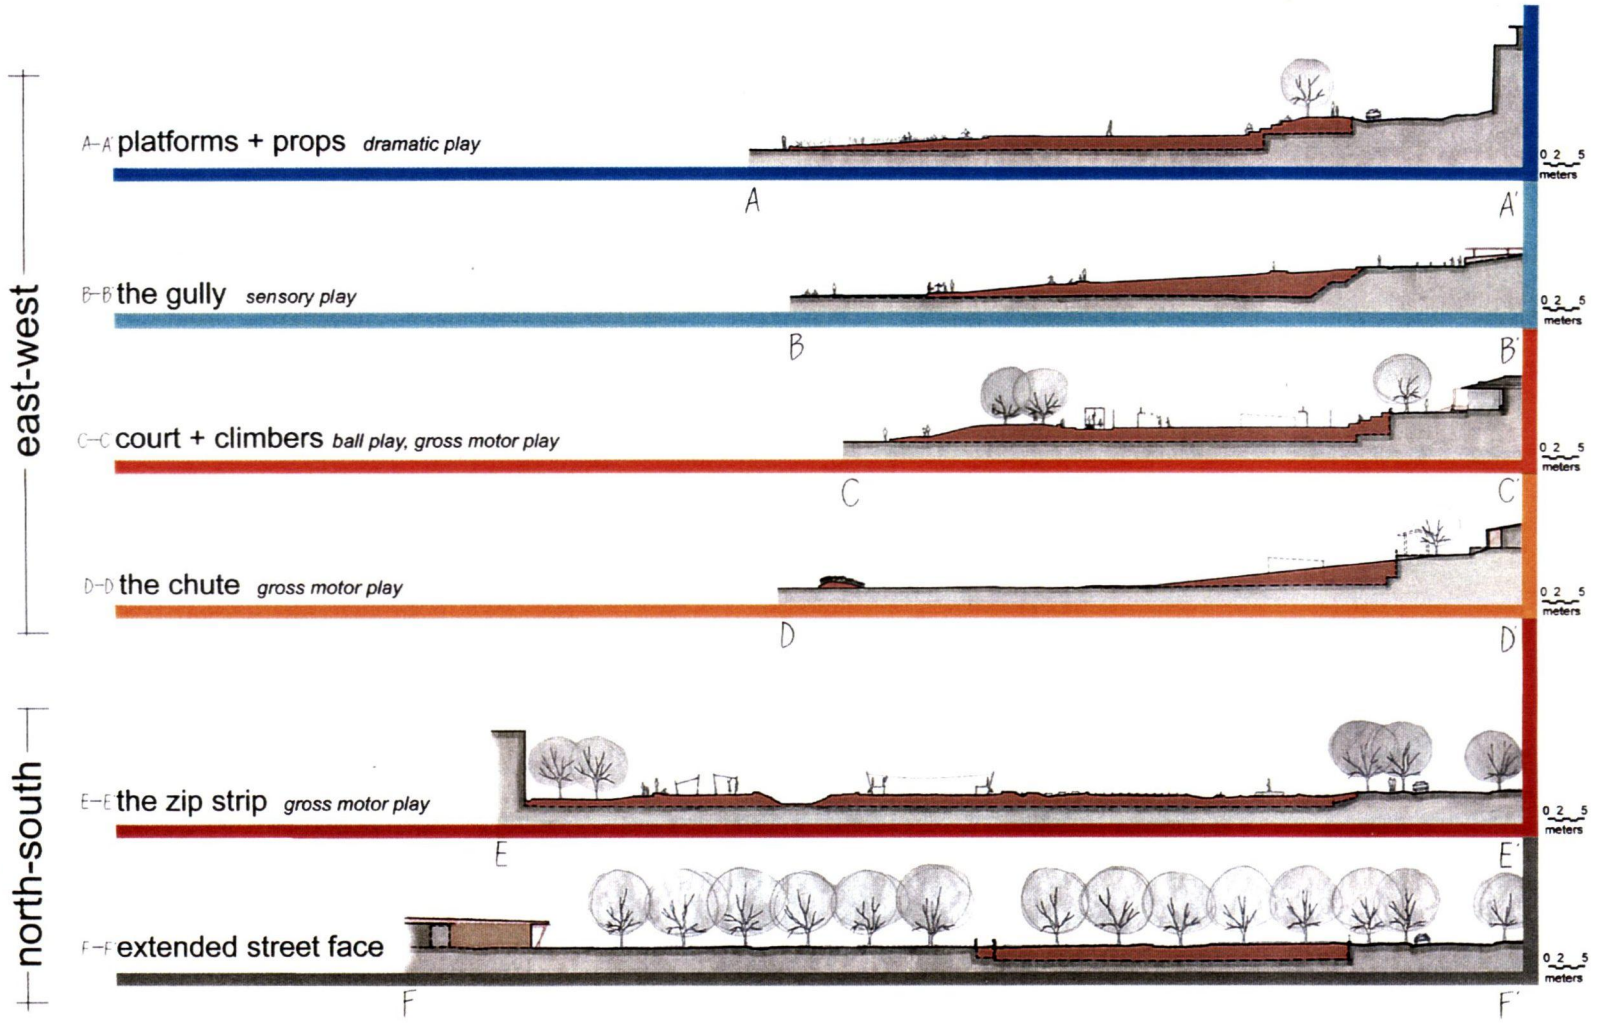 east-west
A-A' platforms + props dramatic play
0 2 5
meters
A A'
B-B' the gully sensory play
0 2 5
meters
B B'
C-C' court + climbers ball play, gross motor play
0 2 5
meters
C C'
D-D' the chute gross motor play
0 2 5
meters
D D'
north-south
E-E' the zip strip gross motor play
0 2 5
meters
E E'
F-F' extended street face
0 2 5
meters
F F'